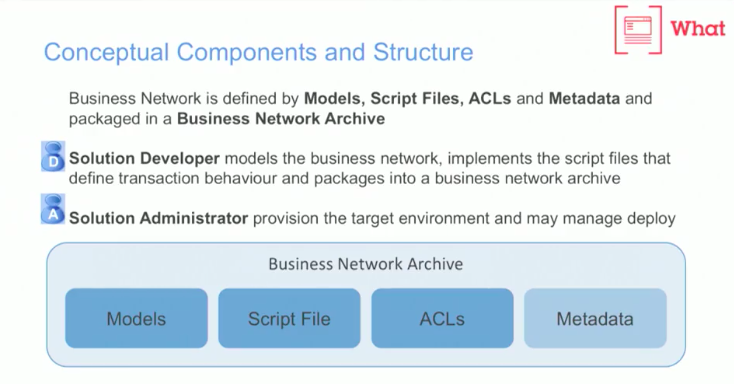 What
Conceptual Components and Structure
Business Network is defined by Models, Script Files, ACLs and Metadata and
packaged in a Business Network Archive
D
Solution Developer models the business network, implements the script files that
define transaction behaviour and packages into a business network archive
A
Solution Administrator provision the target environment and may manage deploy
Business Network Archive
Models
Script File
ACLs
Metadata